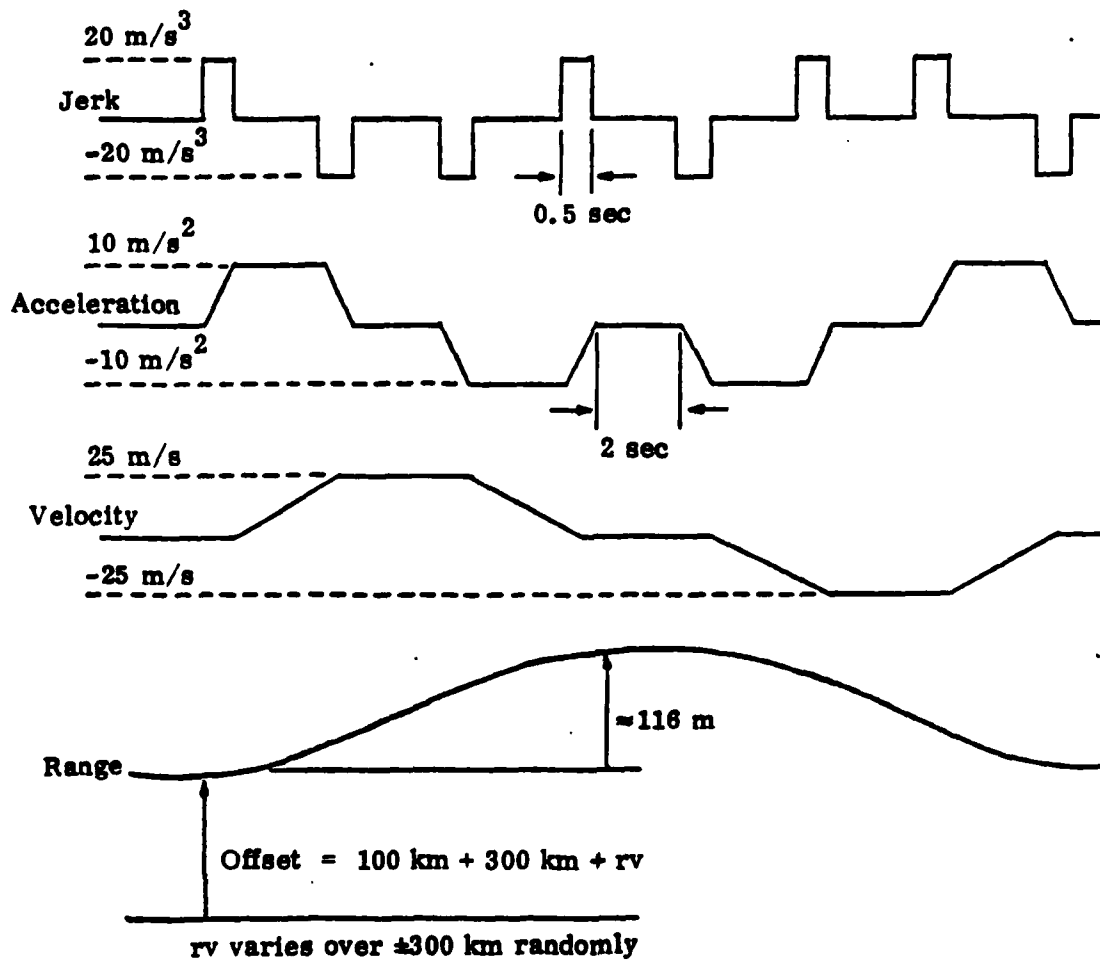 20 m/s³
Jerk
-20 m/s³
0.5 sec
10 m/s²
Acceleration
-10 m/s²
2 sec
25 m/s
Velocity
-25 m/s
≈116 m
Range
Offset = 100 km + 300 km + rv
rv varies over ±300 km randomly